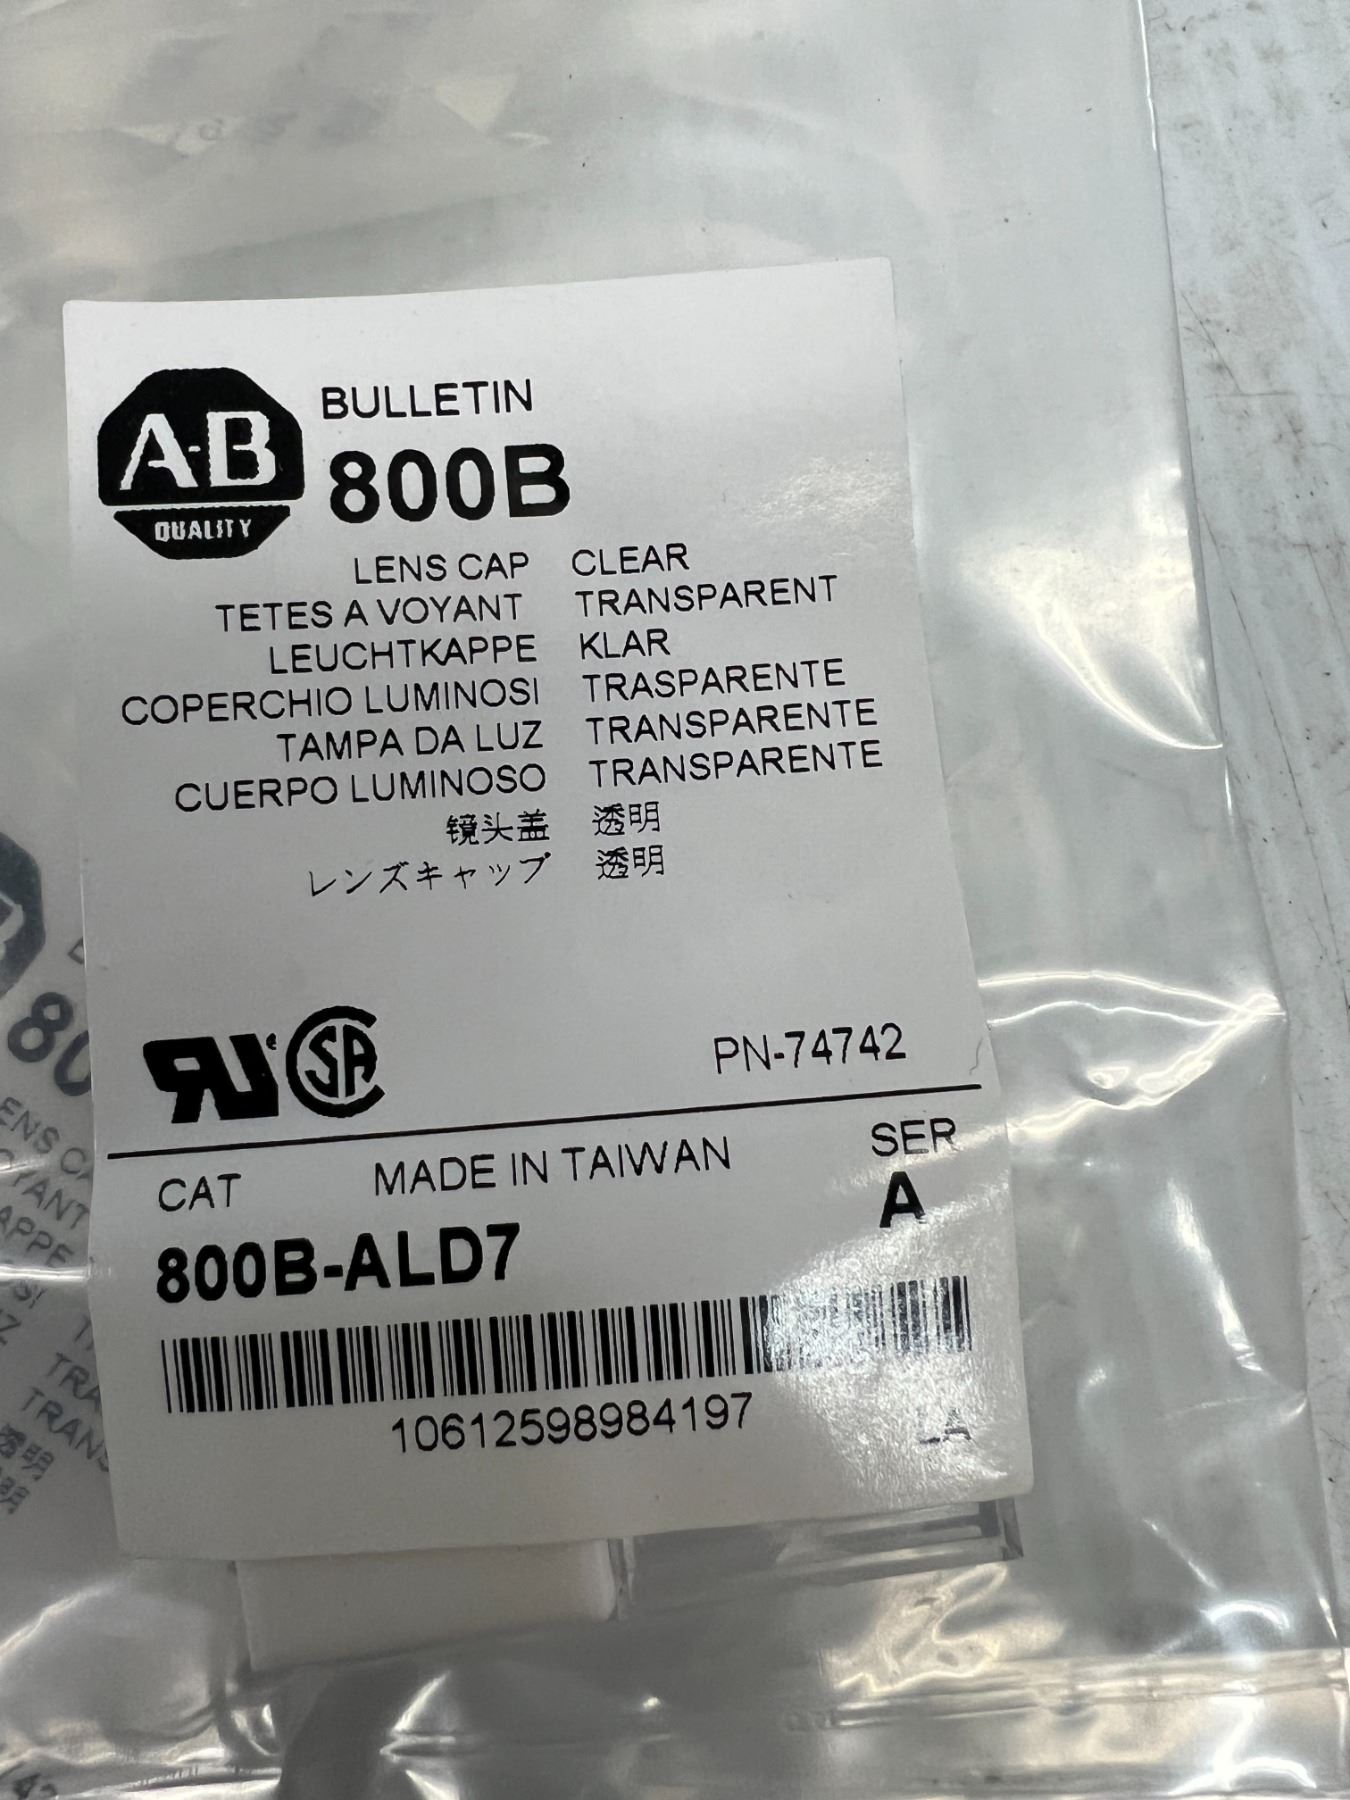 A-B
QUALITY
BULLETIN
800B
LENS CAP CLEAR
TETES A VOYANT TRANSPARENT
LEUCHTKAPPE KLAR
COPERCHIO LUMINOSI TRASPARENTE
TAMPA DA LUZ TRANSPARENTE
CUERPO LUMINOSO TRANSPARENTE
镜头盖 透明
レンズキャップ 透明
RU SA
PN-74742
CAT MADE IN TAIWAN SER
800B-ALD7 A
10612598984197
LA